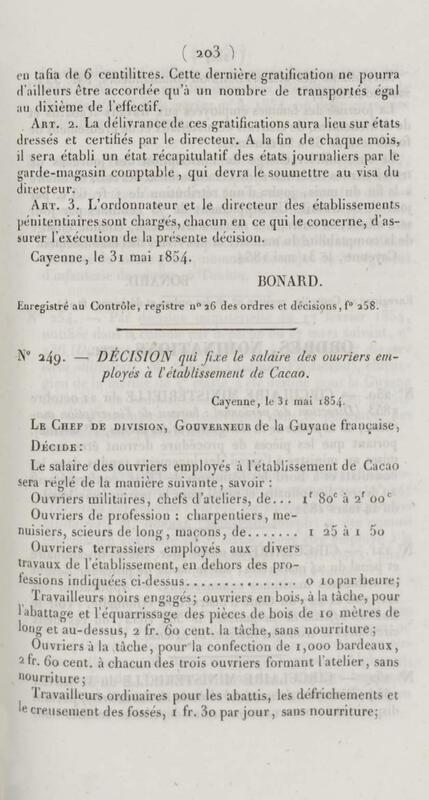 ( 203 )
en tafia de 6 centilitres. Cette dernière gratification ne pourra
d'ailleurs être accordée qu'à un nombre de transportés égal
au dixième de l'effectif.
ART. 2. La délivrance de ces gratifications aura lieu sur états
dressés et certifiés par le directeur. A la fin de chaque mois,
il sera établi un état récapitulatif des états journaliers par le
garde-magasin comptable, qui devra le soumettre au visa du
directeur.
ART. 3. L'ordonnateur et le directeur des établissements
pénitentiaires sont chargés, chacun en ce qui le concerne, d'as-
surer l'exécution de la présente décision.
Cayenne, le 31 mai 1854.
BONARD.
Enregistré au Contrôle, registre n° 26 des ordres et décisions, f° 258.
N° 249. — DÉCISION qui fixe le salaire des ouvriers em-
ployés à l'établissement de Cacao.
Cayenne, le 31 mai 1854.
LE CHEF DE DIVISION, GOUVERNEUR de la Guyane française,
DÉCIDE :
Le salaire des ouvriers employés à l'établissement de Cacao
sera réglé de la manière suivante, savoir :
Ouvriers militaires, chefs d'ateliers, de... 1f 80c à 2f 00c
Ouvriers de profession : charpentiers, me-
nuisiers, scieurs de long, maçons, de....... 1 25 à 1 50
Ouvriers terrassiers employés aux divers
travaux de l'établissement, en dehors des pro-
fessions indiquées ci-dessus................ 0 10 par heure;
Travailleurs noirs engagés; ouvriers en bois, à la tâche, pour
l'abattage et l'équarrissage des pièces de bois de 10 mètres de
long et au-dessus, 2 fr. 60 cent. la tâche, sans nourriture;
Ouvriers à la tâche, pour la confection de 1,000 bardeaux,
2 fr. 60 cent. à chacun des trois ouvriers formant l'atelier, sans
nourriture;
Travailleurs ordinaires pour les abattis, les défrichements et
le creusement des fossés, 1 fr. 30 par jour, sans nourriture;